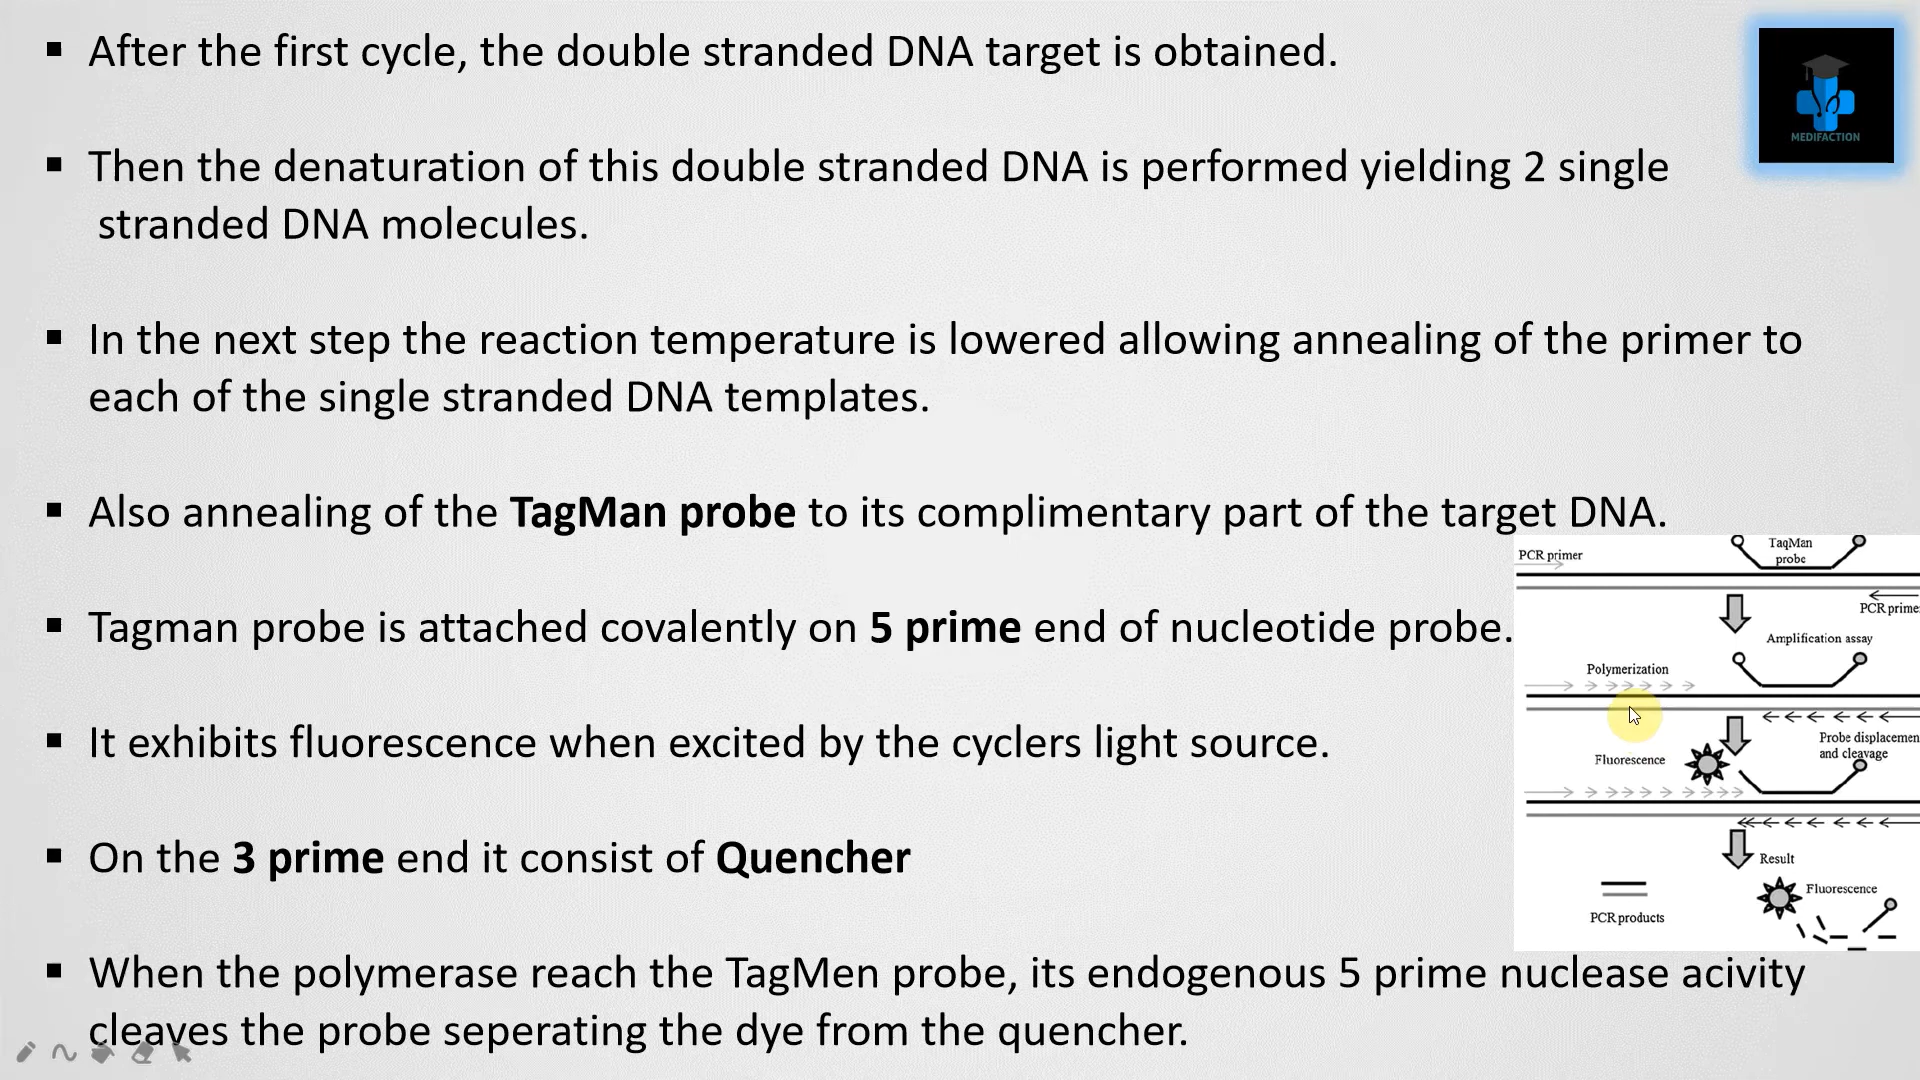 After the first cycle, the double stranded DNA target is obtained.
Then the denaturation of this double stranded DNA is performed yielding 2 single
stranded DNA molecules.
In the next step the reaction temperature is lowered allowing annealing of the primer to
each of the single stranded DNA templates.
Also annealing of the TagMan probe to its complimentary part of the target DNA.
Tagman probe is attached covalently on 5 prime end of nucleotide probe.
It exhibits fluorescence when excited by the cyclers light source.
On the 3 prime end it consist of Quencher
When the polymerase reach the TagMen probe, its endogenous 5 prime nuclease acivity
cleaves the probe seperating the dye from the quencher.
MEDIFACTION
PCR primer
TaqMan
probe
PCR prime
Amplification assay
Polymerization
Probe displacemen
and cleavage
Fluorescence
Result
Fluorescence
PCR products